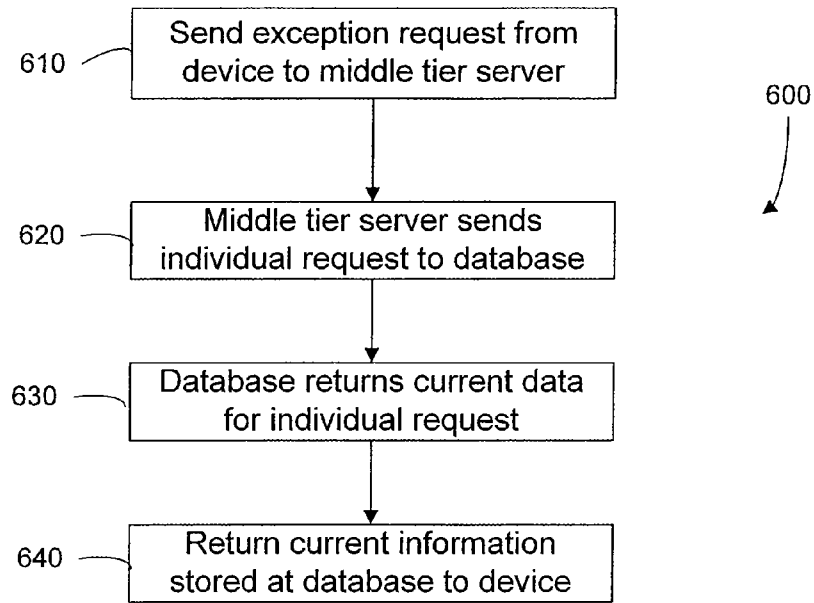 610
Send exception request from
device to middle tier server
600
620
Middle tier server sends
individual request to database
630
Database returns current data
for individual request
640
Return current information
stored at database to device